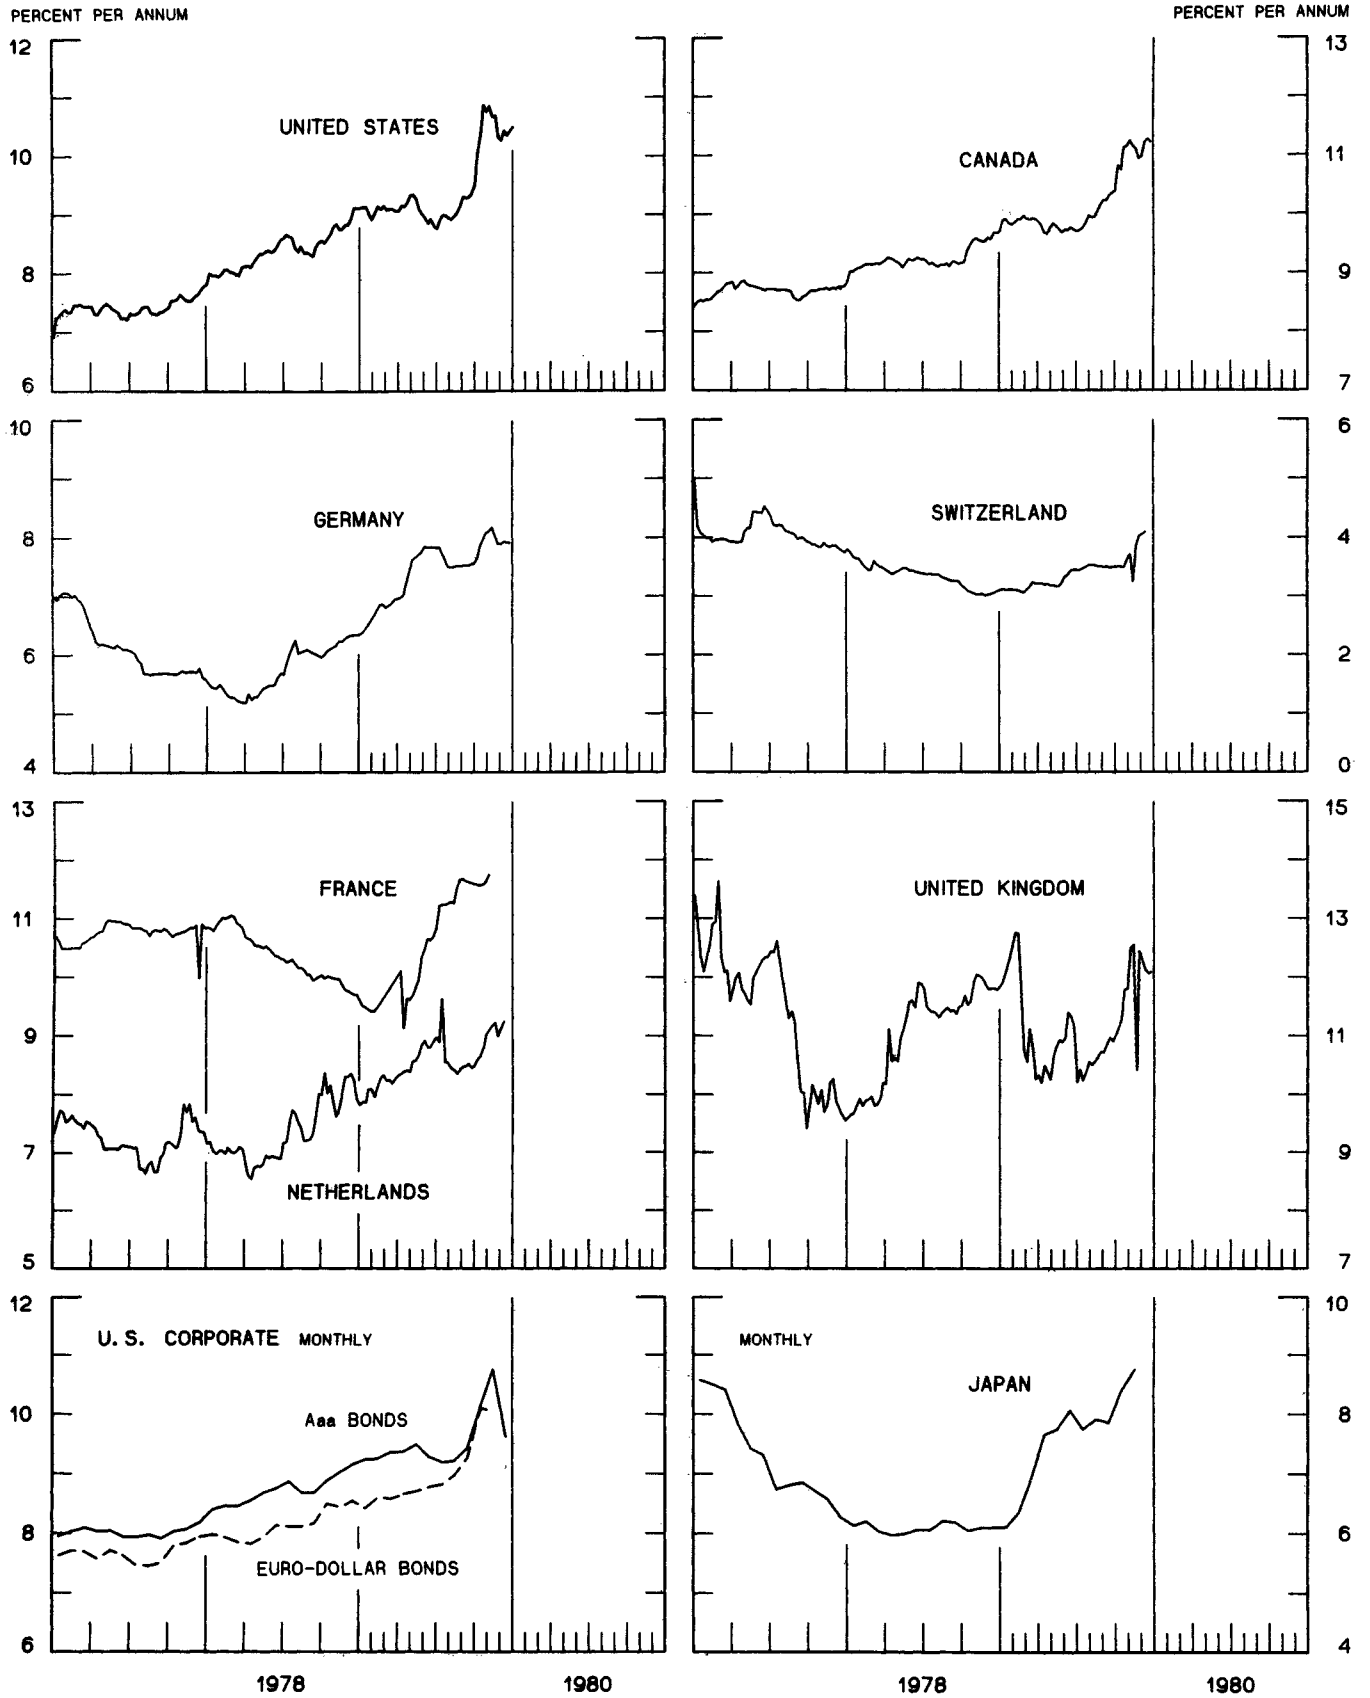 PERCENT PER ANNUM
PERCENT PER ANNUM
12
10
8
6
UNITED STATES
CANADA
13
11
9
7
10
8
6
4
GERMANY
SWITZERLAND
6
4
2
0
13
11
9
7
5
FRANCE
NETHERLANDS
UNITED KINGDOM
15
13
11
9
7
12
10
8
6
U. S. CORPORATE MONTHLY
Aaa BONDS
EURO-DOLLAR BONDS
MONTHLY
JAPAN
10
8
6
4
1978
1980
1978
1980